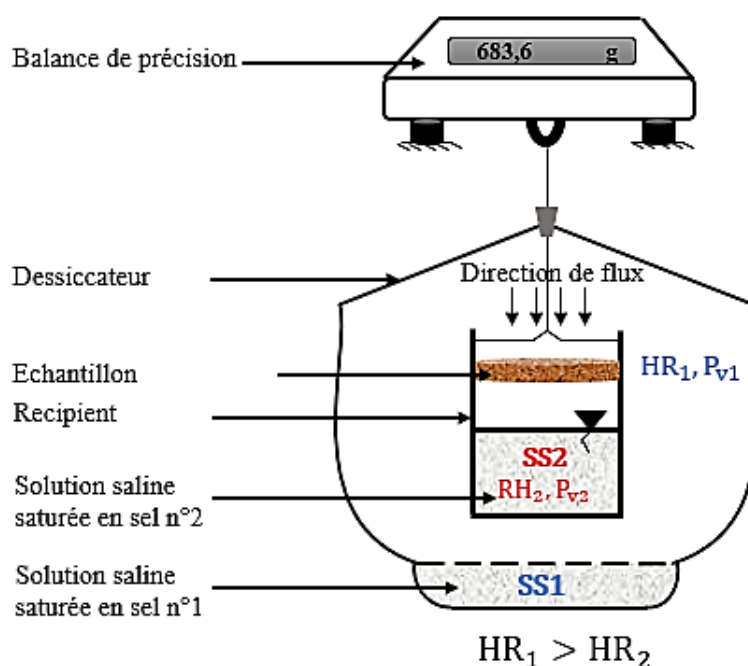 683,6 g
Balance de précision
Dessiccateur
Direction de flux
Echantillon
HR₁, Pᵥ₁
Recipient
SS2
RH₂, Pᵥ₂
Solution saline
saturée en sel n°2
Solution saline
saturée en sel n°1
SS1
HR₁ > HR₂